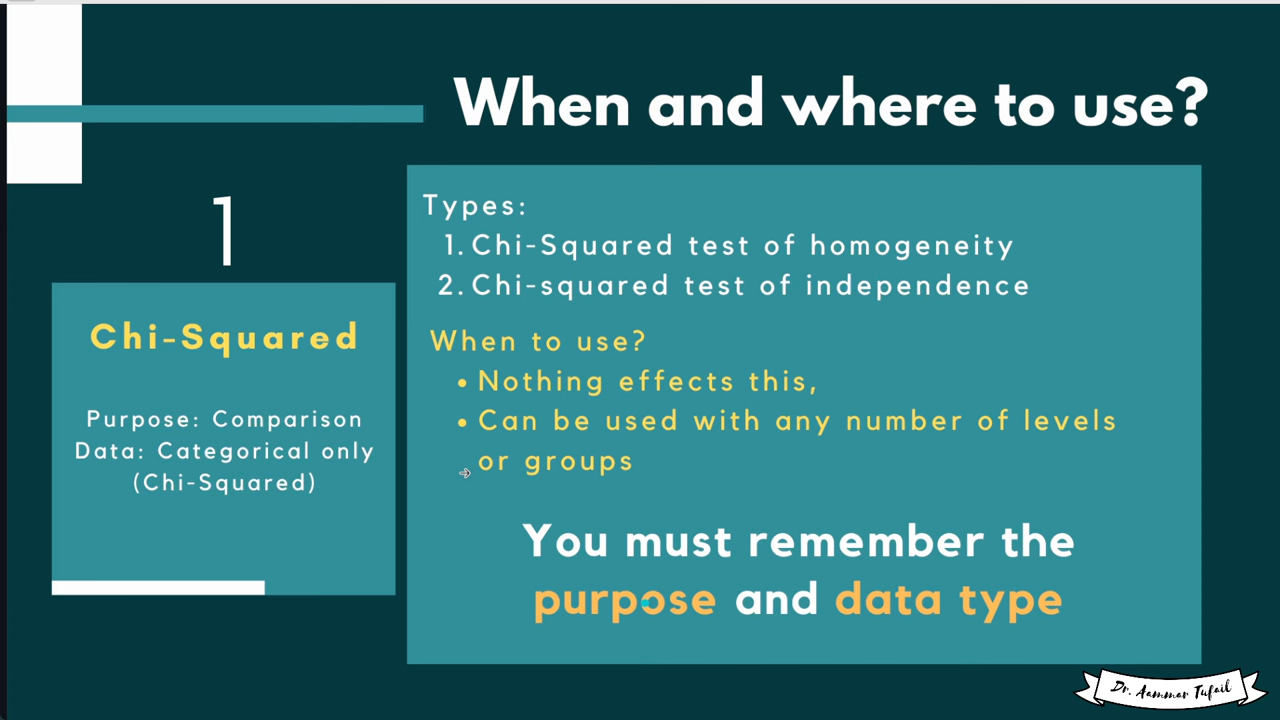 When and where to use?
1
Chi-Squared
Purpose: Comparison
Data: Categorical only
(Chi-Squared)
Types:
1. Chi-Squared test of homogeneity
2. Chi-squared test of independence
When to use?
• Nothing effects this,
• Can be used with any number of levels
or groups
You must remember the
purpose and data type
Dr. Aammar Tufail